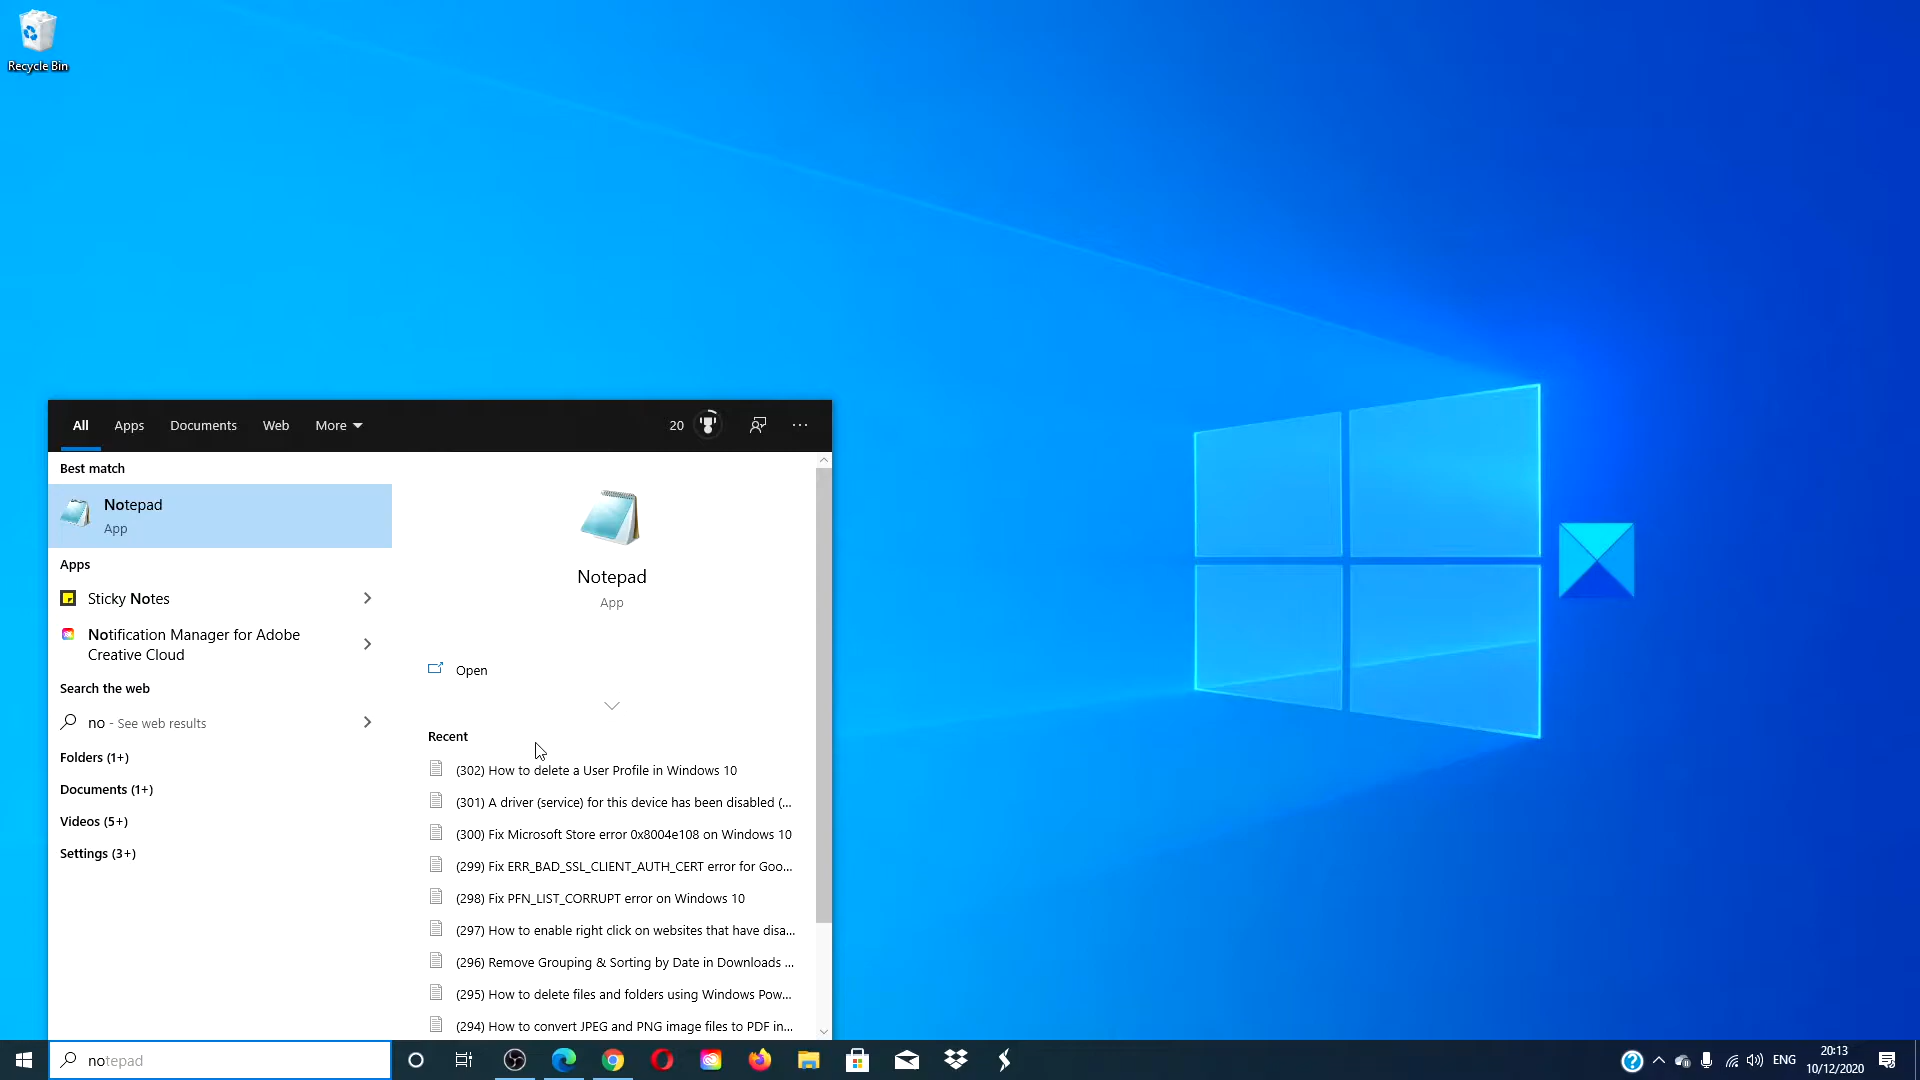 Recycle Bin
All Apps Documents Web More 20 ...
Best match
Notepad
App
Apps
Sticky Notes
Notification Manager for Adobe
Creative Cloud
Search the web
no - See web results
Folders (1+)
Documents (1+)
Videos (5+)
Settings (3+)
Notepad
App
Open
Recent
(302) How to delete a User Profile in Windows 10
(301) A driver (service) for this device has been disabled (...
(300) Fix Microsoft Store error 0x8004e108 on Windows 10
(299) Fix ERR_BAD_SSL_CLIENT_AUTH_CERT error for Goo...
(298) Fix PFN_LIST_CORRUPT error on Windows 10
(297) How to enable right click on websites that have disa...
(296) Remove Grouping & Sorting by Date in Downloads ...
(295) How to delete files and folders using Windows Pow...
(294) How to convert JPEG and PNG image files to PDF in...
notepad
ENG
20:13
10/12/2020